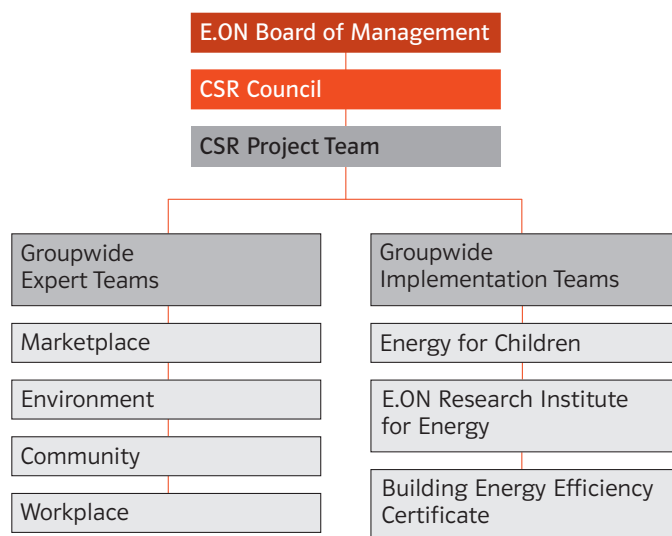 E.ON Board of Management
CSR Council
CSR Project Team
Groupwide
Expert Teams
Marketplace
Environment
Community
Workplace
Groupwide
Implementation Teams
Energy for Children
E.ON Research Institute
for Energy
Building Energy Efficiency
Certificate